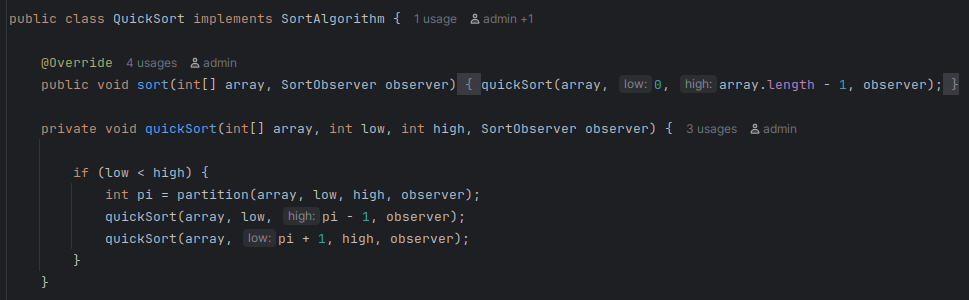 public class QuickSort implements SortAlgorithm { 1 usage admin +1
@Override 4 usages admin
public void sort(int[] array, SortObserver observer) { quickSort(array, low: 0, high: array.length - 1, observer); }
private void quickSort(int[] array, int low, int high, SortObserver observer) { 3 usages admin
if (low < high) {
int pi = partition(array, low, high, observer);
quickSort(array, low, high: pi - 1, observer);
quickSort(array, low: pi + 1, high, observer);
}
}